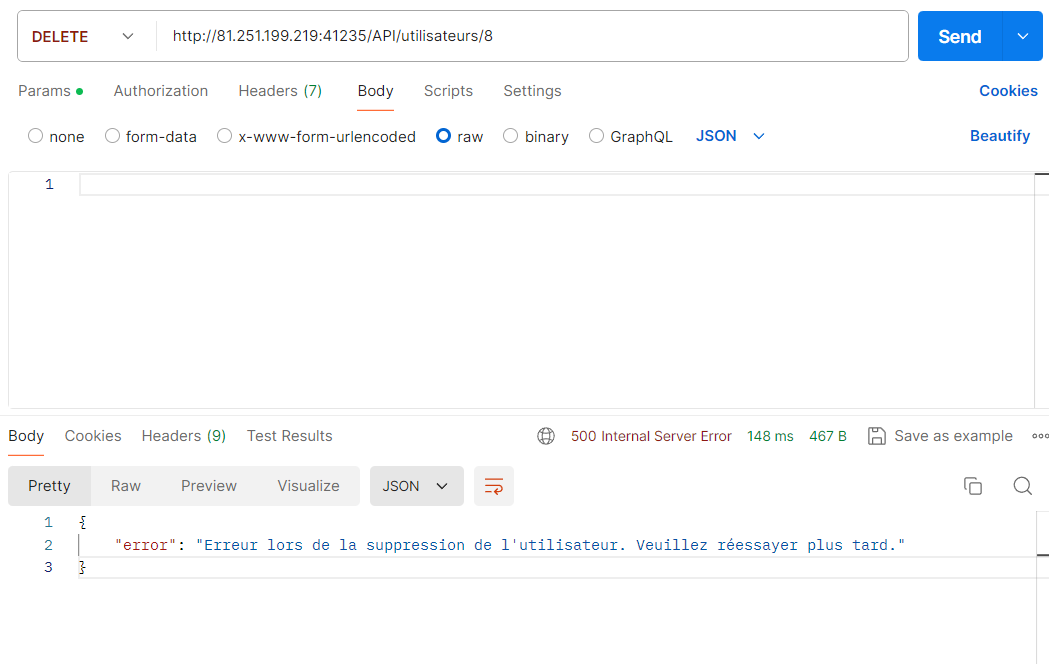 DELETE http://81.251.199.219:41235/API/utilisateurs/8 Send
Params Authorization Headers (7) Body Scripts Settings Cookies
none form-data x-www-form-urlencoded raw binary GraphQL JSON Beautify
1
Body Cookies Headers (9) Test Results 500 Internal Server Error 148 ms 467 B Save as example
Pretty Raw Preview Visualize JSON
1 {
2 "error": "Erreur lors de la suppression de l'utilisateur. Veuillez réessayer plus tard."
3 }